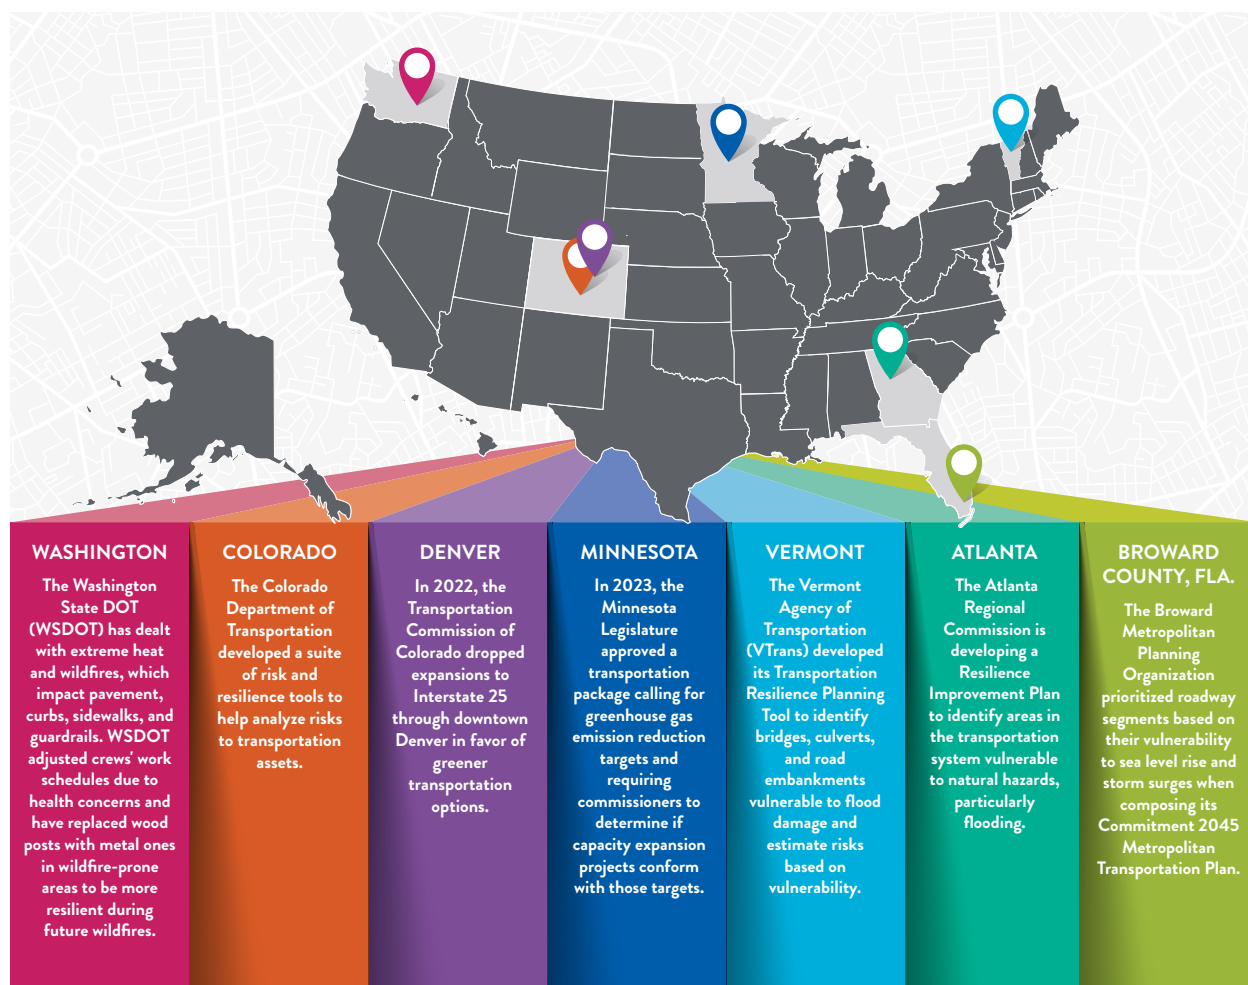 WASHINGTON
The Washington
State DOT
(WSDOT) has dealt
with extreme heat
and wildfires, which
impact pavement,
curbs, sidewalks, and
guardrails. WSDOT
adjusted crews' work
schedules due to
health concerns and
have replaced wood
posts with metal ones
in wildfire-prone
areas to be more
resilient during
future wildfires.
COLORADO
The Colorado
Department of
Transportation
developed a suite
of risk and
resilience tools to
help analyze risks
to transportation
assets.
DENVER
In 2022, the
Transportation
Commission of
Colorado dropped
expansions to
Interstate 25
through downtown
Denver in favor of
greener
transportation
options.
MINNESOTA
In 2023, the
Minnesota
Legislature
approved a
transportation
package calling for
greenhouse gas
emission reduction
targets and
requiring
commissioners to
determine if
capacity expansion
projects conform
with those targets.
VERMONT
The Vermont
Agency of
Transportation
(VTrans) developed
its Transportation
Resilience Planning
Tool to identify
bridges, culverts,
and road
embankments
vulnerable to flood
damage and
estimate risks
based on
vulnerability.
ATLANTA
The Atlanta
Regional
Commission is
developing a
Resilience
Improvement Plan
to identify areas in
the transportation
system vulnerable
to natural hazards,
particularly
flooding.
BROWARD
COUNTY, FLA.
The Broward
Metropolitan
Planning
Organization
prioritized roadway
segments based on
their vulnerability
to sea level rise and
storm surges when
composing its
Commitment 2045
Metropolitan
Transportation Plan.